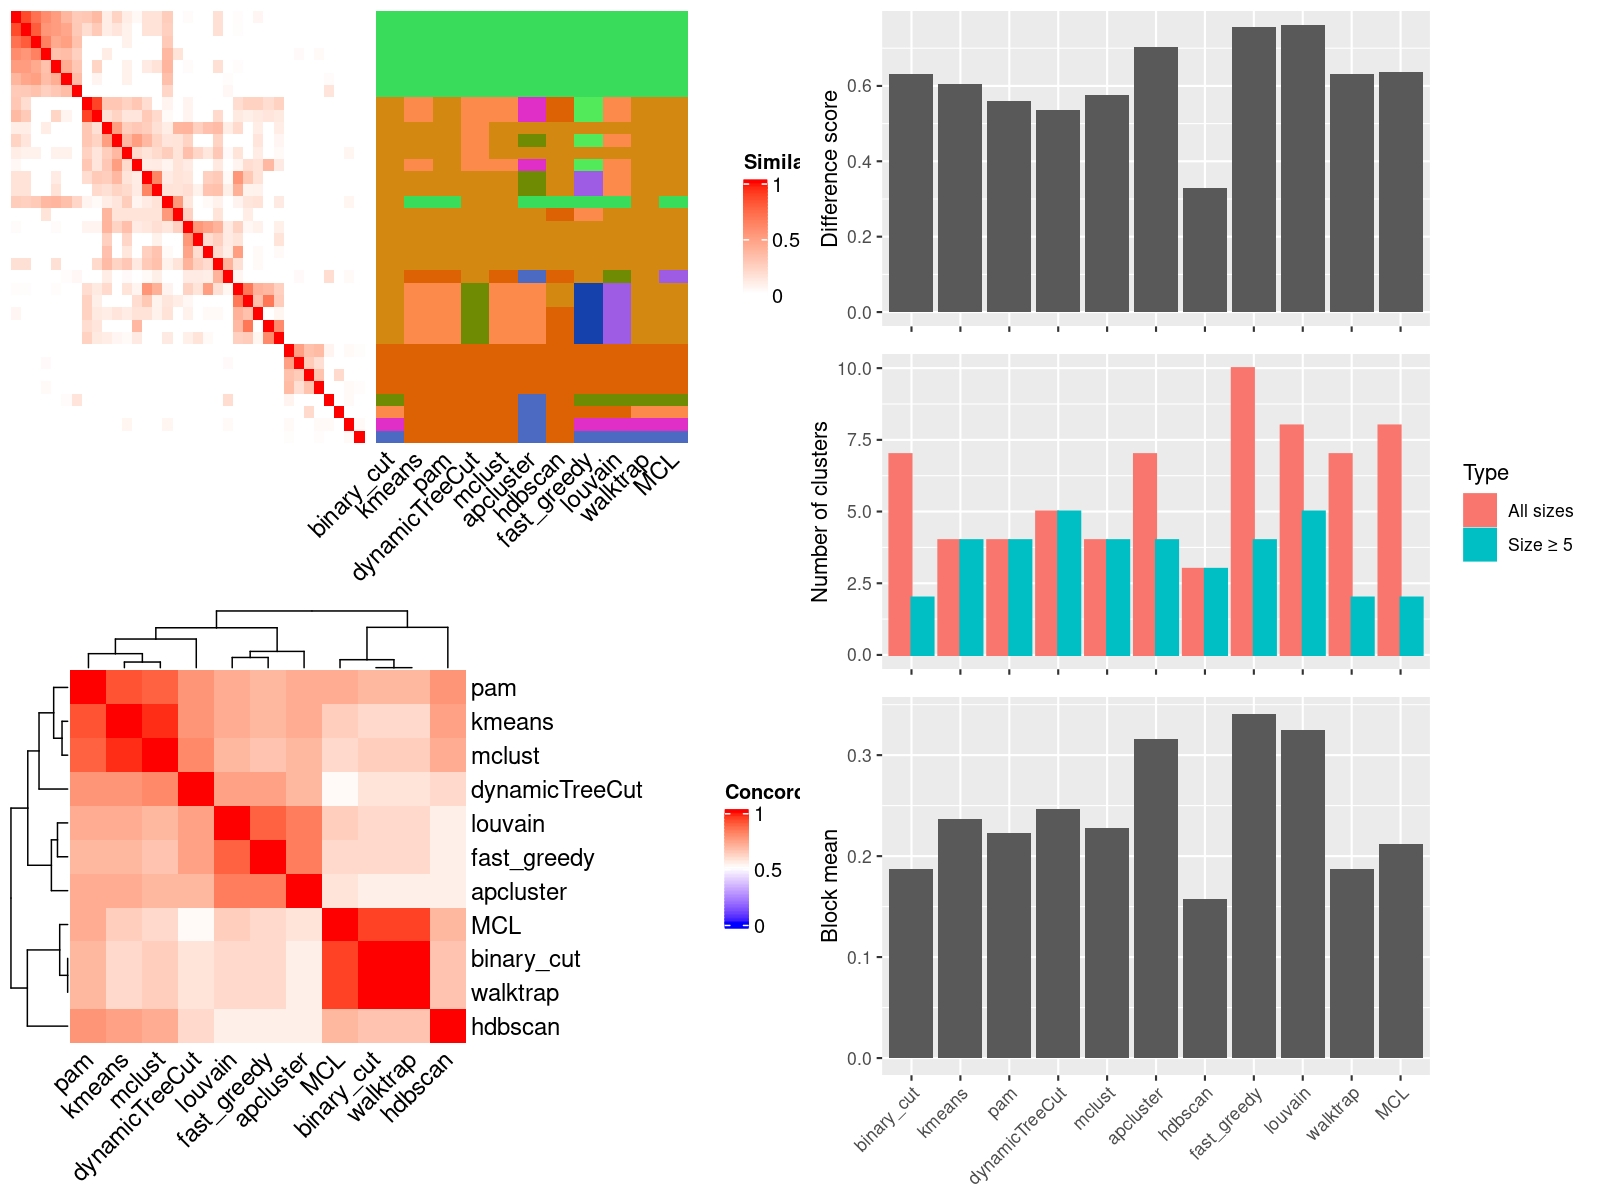 Simila
1
0.5
0
binary_cut
kmeans
pam
dynamicTreeCut
mclust
apcluster
hdbscan
fast_greedy
louvain
walktrap
MCL
pam
kmeans
mclust
dynamicTreeCut
louvain
fast_greedy
apcluster
MCL
binary_cut
walktrap
hdbscan
pam
kmeans
mclust
dynamicTreeCut
louvain
fast_greedy
apcluster
MCL
binary_cut
walktrap
hdbscan
Concord
1
0.5
0
Difference score
0.6
0.4
0.2
0.0
Number of clusters
10.0
7.5
5.0
2.5
0.0
Type
All sizes
Size ≥ 5
Block mean
0.3
0.2
0.1
0.0
binary_cut
kmeans
pam
dynamicTreeCut
mclust
apcluster
hdbscan
fast_greedy
louvain
walktrap
MCL